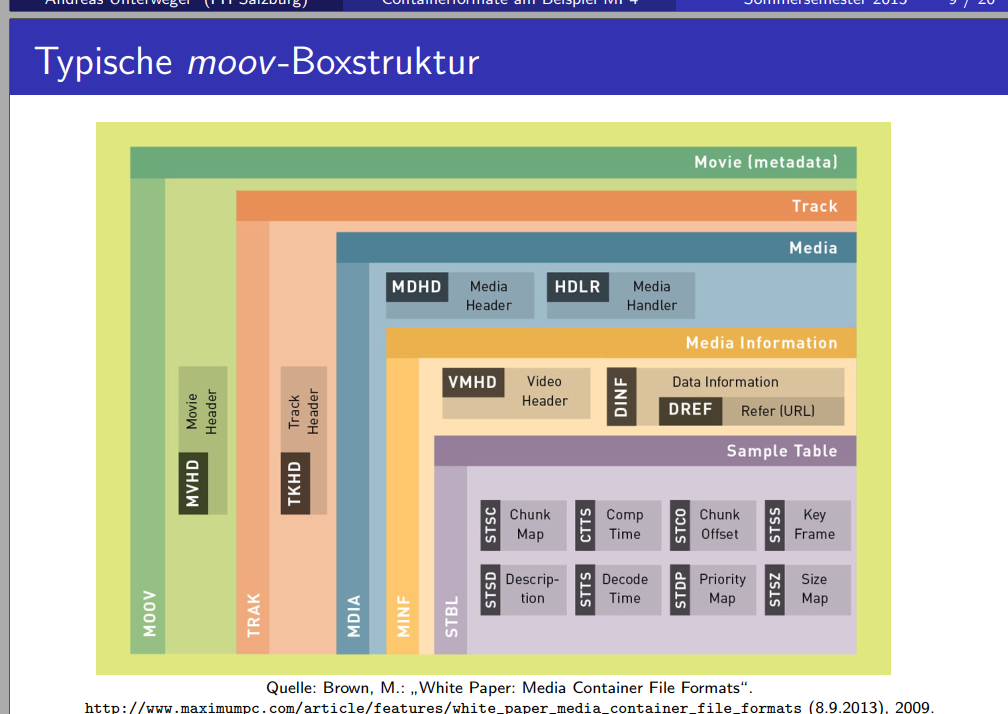 Andreas Unterweger (FH Salzburg)
Containerformate am Beispiel MP4
Sommersemester 2015
9 / 20
Typische moov-Boxstruktur
Movie (metadata)
Track
Media
MDHD
Media
Header
HDLR
Media
Handler
Media Information
VMHD
Video
Header
DINF
Data Information
DREF
Refer (URL)
Movie
Header
MVHD
Track
Header
TKHD
Sample Table
STSC
Chunk
Map
CTTS
Comp
Time
STCO
Chunk
Offset
STSS
Key
Frame
STSD
Descrip-
tion
STTS
Decode
Time
STDP
Priority
Map
STSZ
Size
Map
MOOV
TRAK
MDIA
MINF
STBL
Quelle: Brown, M.: „White Paper: Media Container File Formats“.
http://www.maximumpc.com/article/features/white_paper_media_container_file_formats (8.9.2013), 2009.